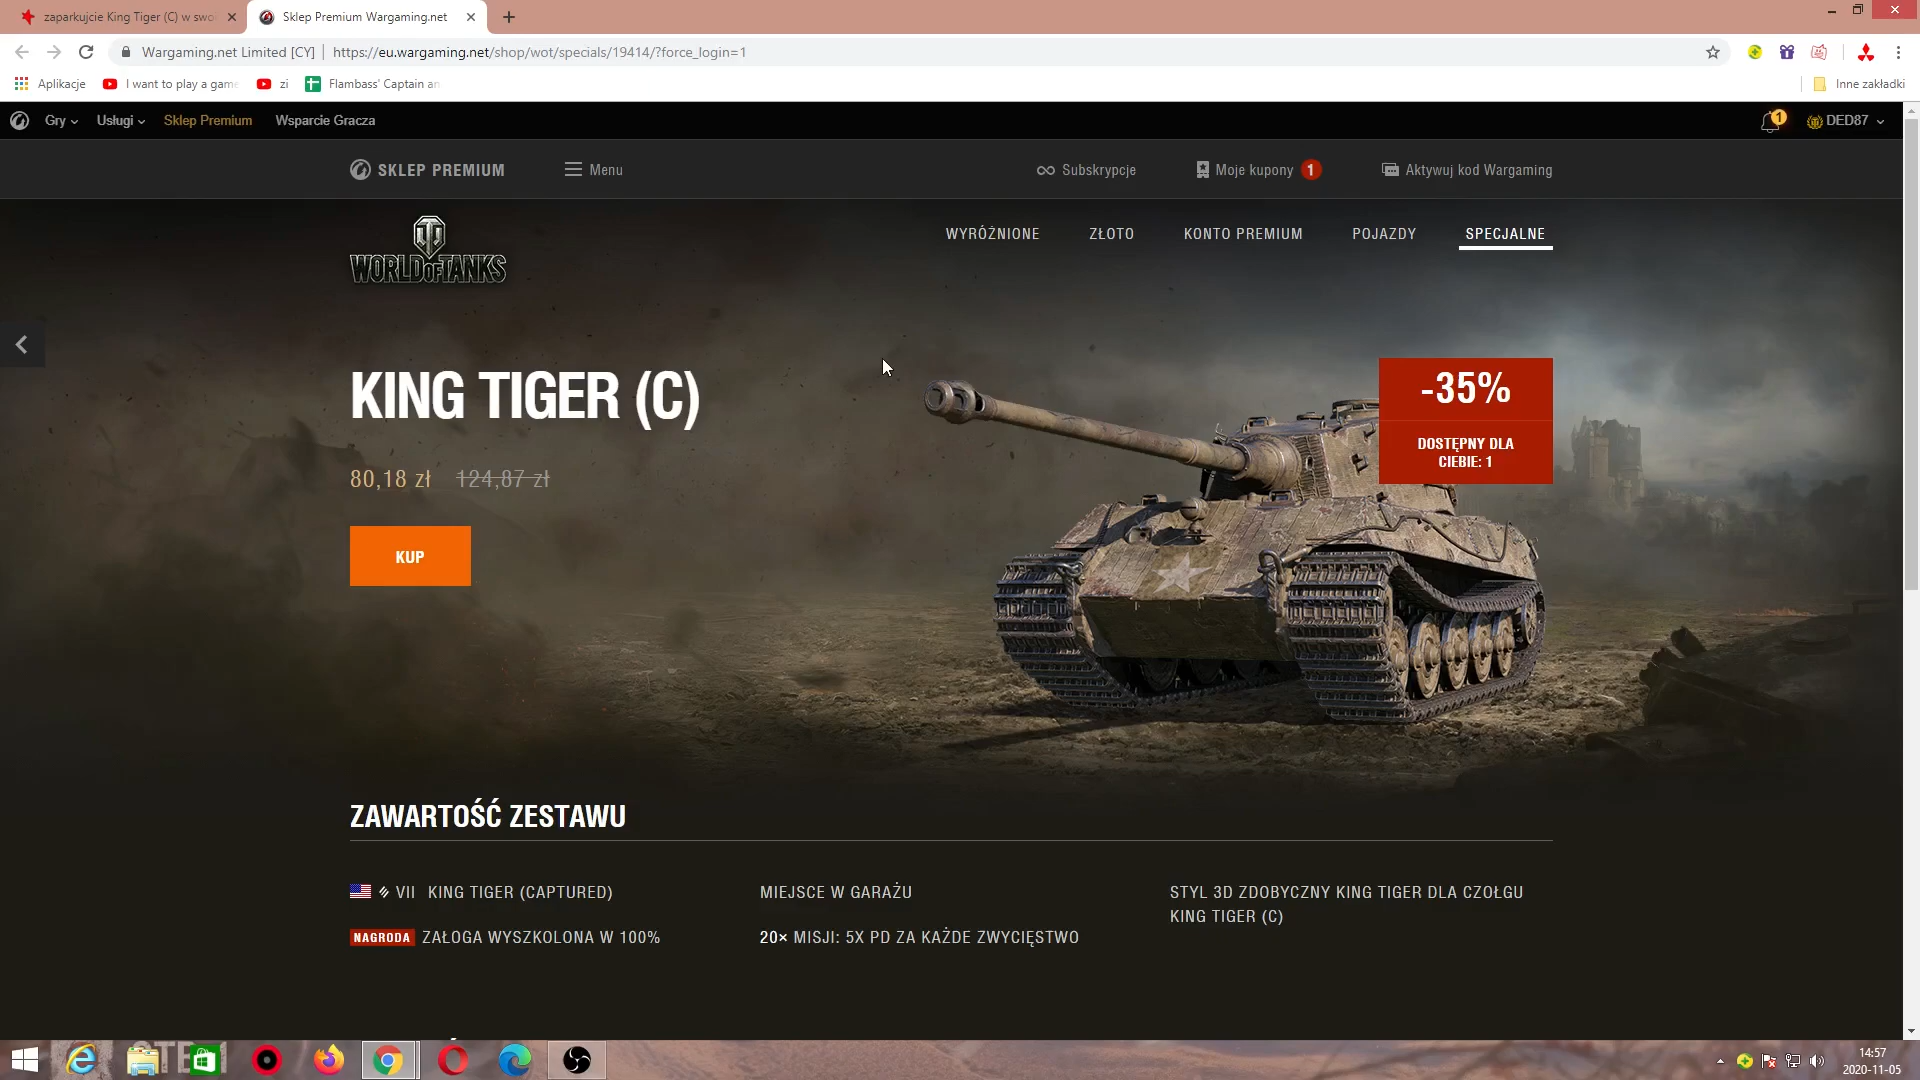 zaparkujcie King Tiger (C) w swo
Sklep Premium Wargaming.net
Wargaming.net Limited [CY]
https://eu.wargaming.net/shop/wot/specials/19414/?force_login=1
Aplikacje
I want to play a game
zi
Flambass' Captain an
Inne zakładki
Gry
Usługi
Sklep Premium
Wsparcie Gracza
1
DED87
SKLEP PREMIUM
Menu
Subskrypcje
Moje kupony 1
Aktywuj kod Wargaming
WORLD OF TANKS
WYRÓŻNIONE
ZŁOTO
KONTO PREMIUM
POJAZDY
SPECJALNE
KING TIGER (C)
-35%
DOSTĘPNY DLA
CIEBIE: 1
80,18 zł 124,87 zł
KUP
ZAWARTOŚĆ ZESTAWU
VII KING TIGER (CAPTURED)
MIEJSCE W GARAŻU
STYL 3D ZDOBYCZNY KING TIGER DLA CZOŁGU
KING TIGER (C)
NAGRODA ZAŁOGA WYSZKOLONA W 100%
20× MISJI: 5X PD ZA KAŻDE ZWYCIĘSTWO
14:57
2020-11-05